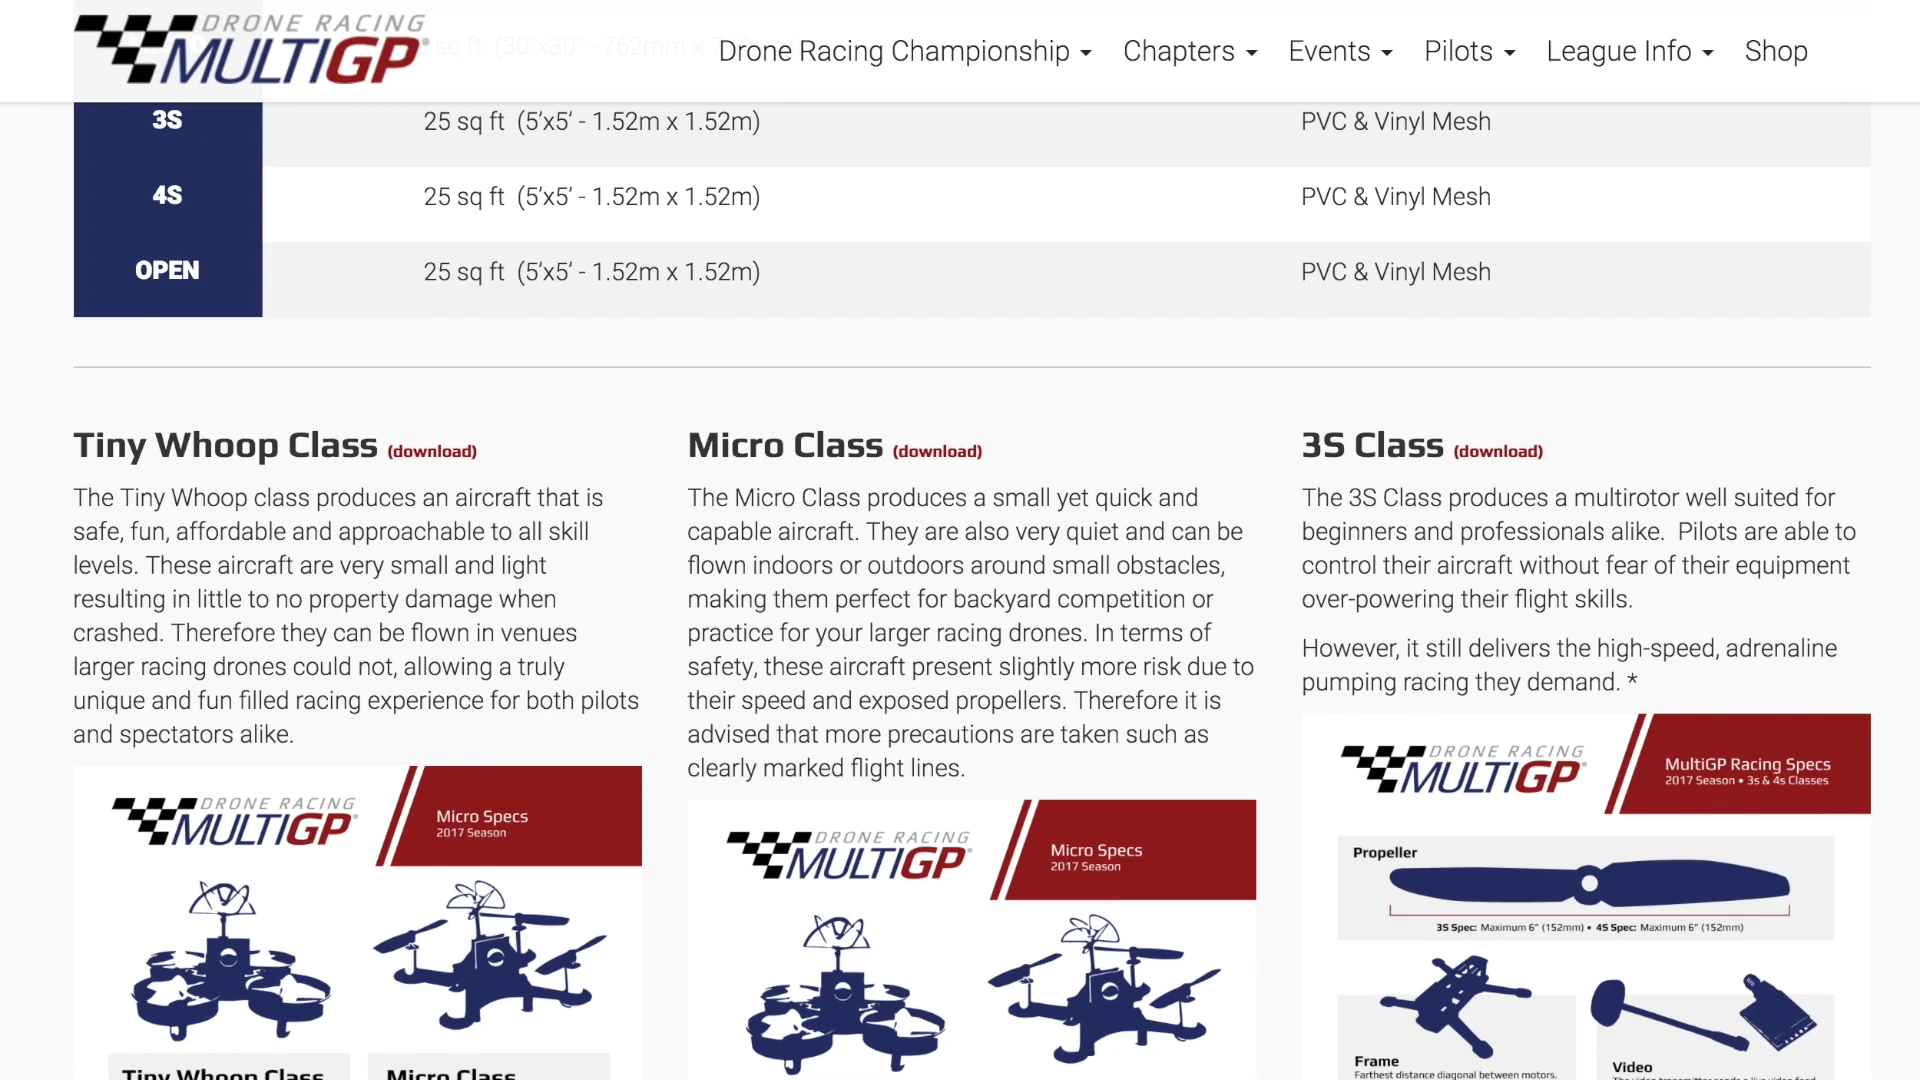 DRONE RACING
MULTIGP®
sq ft (30"x30" - 762mm x 7
Drone Racing Championship
Chapters
Events
Pilots
League Info
Shop
3S
25 sq ft (5’x5’ - 1.52m x 1.52m)
PVC & Vinyl Mesh
4S
25 sq ft (5’x5’ - 1.52m x 1.52m)
PVC & Vinyl Mesh
OPEN
25 sq ft (5’x5’ - 1.52m x 1.52m)
PVC & Vinyl Mesh
Tiny Whoop Class (download)
The Tiny Whoop class produces an aircraft that is
safe, fun, affordable and approachable to all skill
levels. These aircraft are very small and light
resulting in little to no property damage when
crashed. Therefore they can be flown in venues
larger racing drones could not, allowing a truly
unique and fun filled racing experience for both pilots
and spectators alike.
DRONE RACING
MULTIGP®
Micro Specs
2017 Season
Tiny Whoop Class
Micro Class
Micro Class (download)
The Micro Class produces a small yet quick and
capable aircraft. They are also very quiet and can be
flown indoors or outdoors around small obstacles,
making them perfect for backyard competition or
practice for your larger racing drones. In terms of
safety, these aircraft present slightly more risk due to
their speed and exposed propellers. Therefore it is
advised that more precautions are taken such as
clearly marked flight lines.
DRONE RACING
MULTIGP®
Micro Specs
2017 Season
3S Class (download)
The 3S Class produces a multirotor well suited for
beginners and professionals alike. Pilots are able to
control their aircraft without fear of their equipment
over-powering their flight skills.
However, it still delivers the high-speed, adrenaline
pumping racing they demand. *
DRONE RACING
MULTIGP®
MultiGP Racing Specs
2017 Season • 3s & 4s Classes
Propeller
3S Spec: Maximum 6" (152mm) • 4S Spec: Maximum 6" (152mm)
Frame
Farthest distance diagonal between motors.
Video